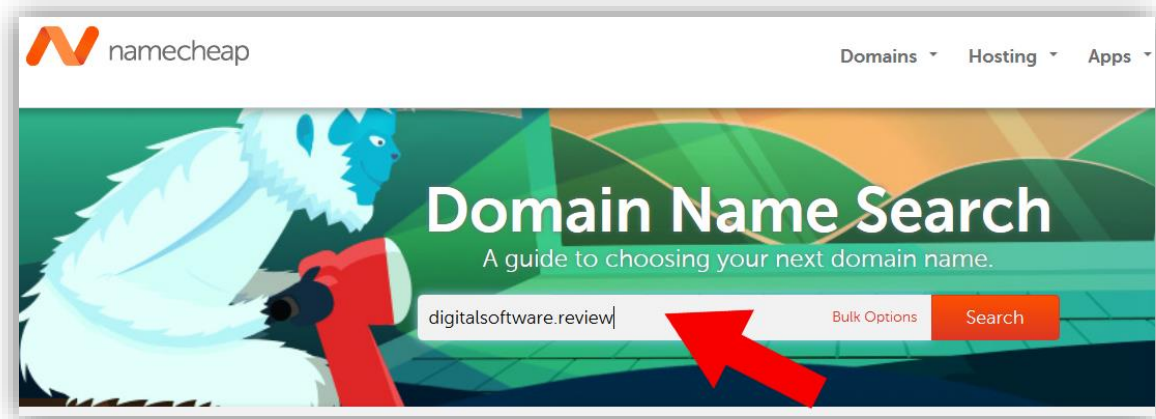 namecheap
Domains Hosting Apps
Domain Name Search
A guide to choosing your next domain name.
digitalsoftware.review Bulk Options Search